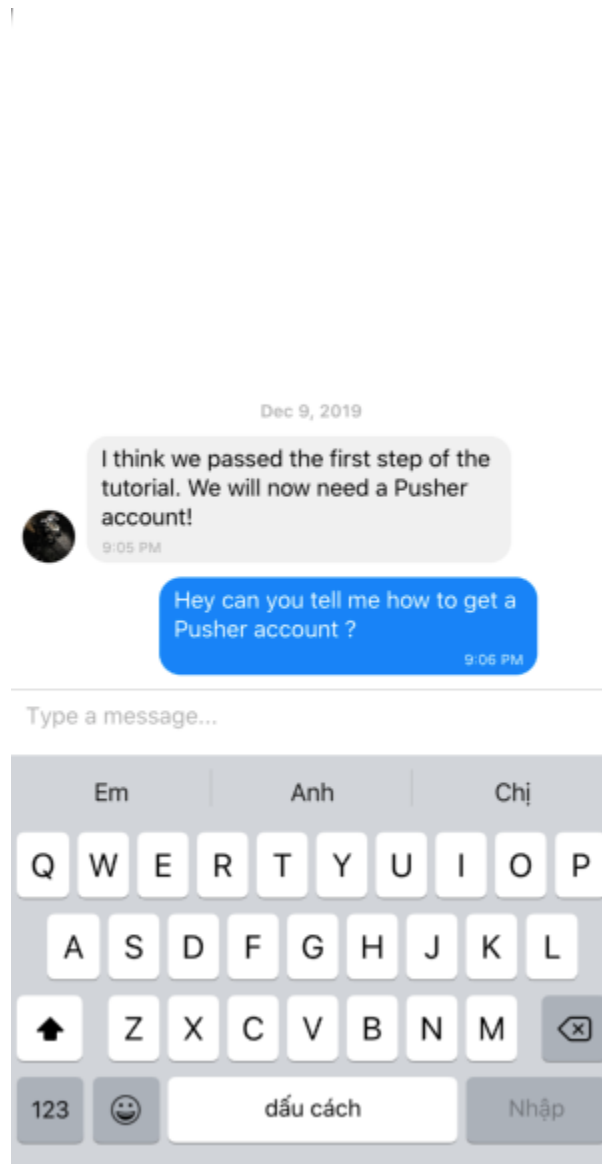 Dec 9, 2019
I think we passed the first step of the
tutorial. We will now need a Pusher
account!
9:05 PM
Hey can you tell me how to get a
Pusher account ?
9:06 PM
Type a message...
Em Anh Chị
Q W E R T Y U I O P
A S D F G H J K L
Z X C V B N M
123 dấu cách Nhập